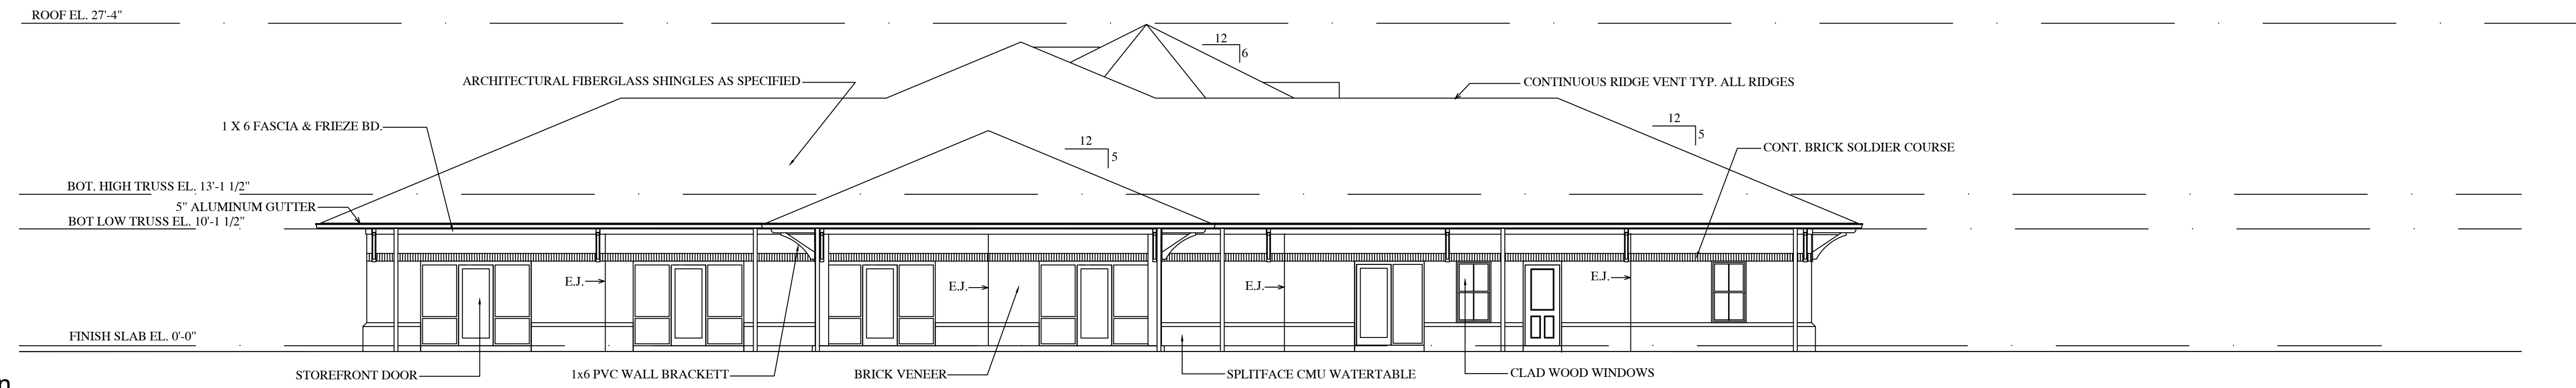 ROOF EL. 27'-4"
12
6
ARCHITECTURAL FIBERGLASS SHINGLES AS SPECIFIED
CONTINUOUS RIDGE VENT TYP. ALL RIDGES
1 X 6 FASCIA & FRIEZE BD.
12
5
12
5
CONT. BRICK SOLDIER COURSE
BOT. HIGH TRUSS EL. 13'-1 1/2"
5" ALUMINUM GUTTER
BOT LOW TRUSS EL. 10'-1 1/2"
E.J.
E.J.
E.J.
E.J.
FINISH SLAB EL. 0'-0"
STOREFRONT DOOR
1x6 PVC WALL BRACKETT
BRICK VENEER
SPLITFACE CMU WATERTABLE
CLAD WOOD WINDOWS